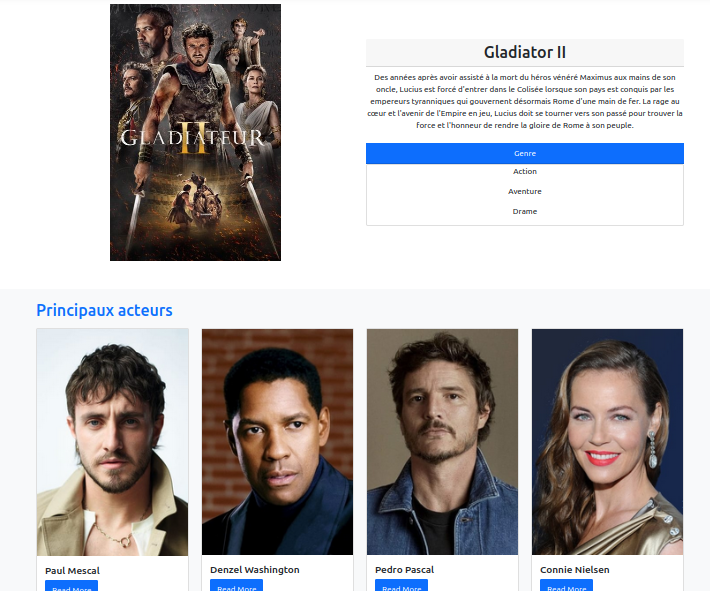 GLADIATEUR
II
Gladiator II
Des années après avoir assisté à la mort du héros vénéré Maximus aux mains de son
oncle, Lucius est forcé d'entrer dans le Colisée lorsque son pays est conquis par les
empereurs tyranniques qui gouvernent désormais Rome d'une main de fer. La rage au
cœur et l'avenir de l'Empire en jeu, Lucius doit se tourner vers son passé pour trouver la
force et l'honneur de rendre la gloire de Rome à son peuple.
Genre
Action
Aventure
Drame
Principaux acteurs
Paul Mescal
Denzel Washington
Pedro Pascal
Connie Nielsen
Read More
Read More
Read More
Read More